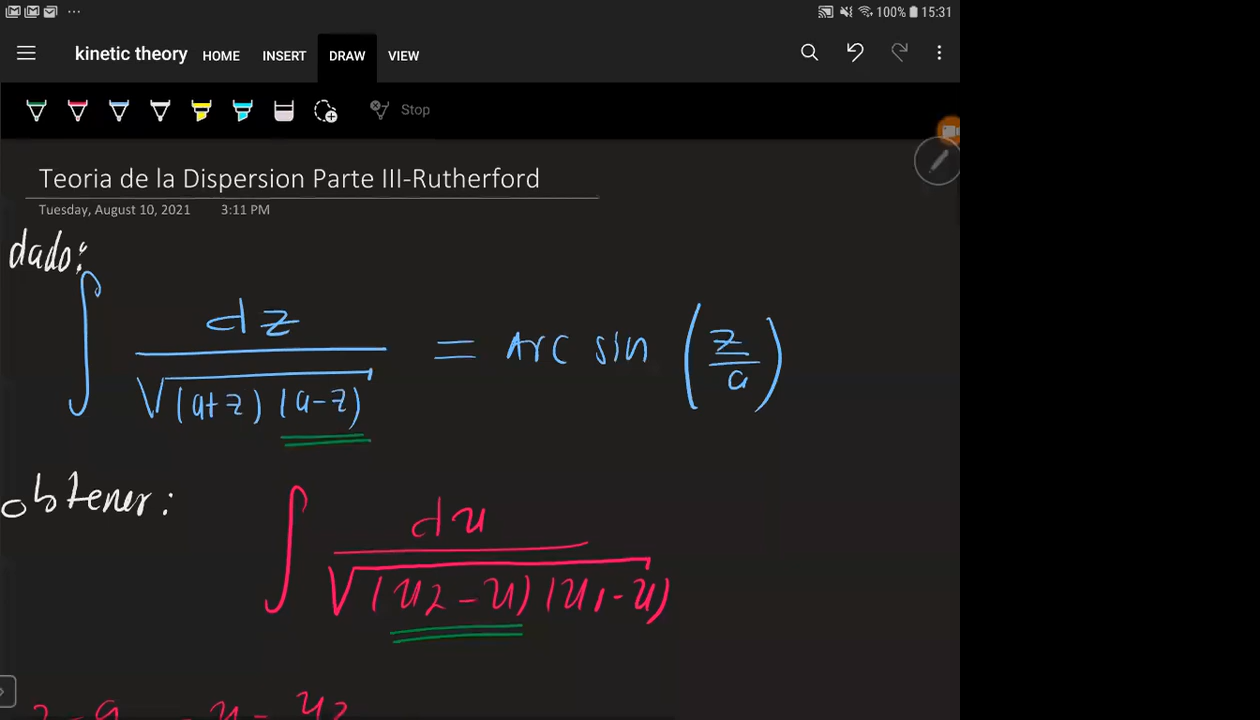 100% 15:31
kinetic theory HOME INSERT DRAW VIEW
Stop
Teoria de la Dispersion Parte III-Rutherford
Tuesday, August 10, 2021 3:11 PM
dado:
∫ dz / √(a+z)(a-z) = Arc sin (z/a)
obtener:
∫ du / √(u2-u)(u1-u)